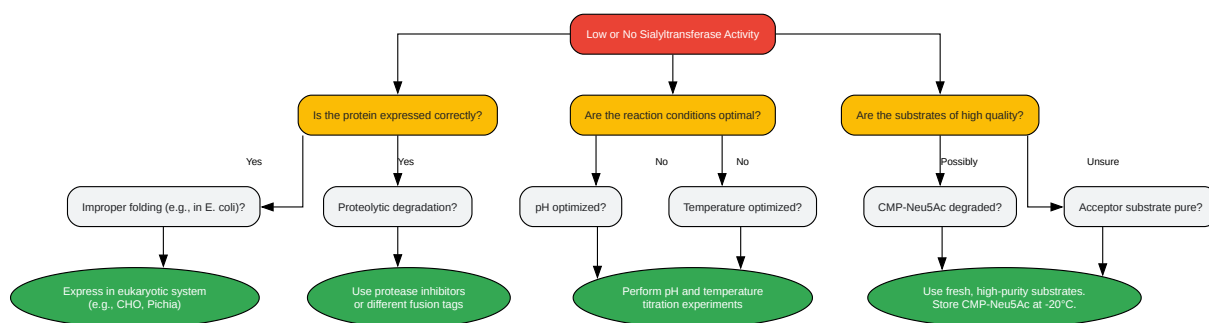 Low or No Sialyltransferase Activity
Is the protein expressed correctly?
Are the reaction conditions optimal?
Are the substrates of high quality?
Yes
Yes
No
No
Possibly
Unsure
Improper folding (e.g., in E. coli)?
Proteolytic degradation?
pH optimized?
Temperature optimized?
CMP-Neu5Ac degraded?
Acceptor substrate pure?
Express in eukaryotic system
(e.g., CHO, Pichia)
Use protease inhibitors
or different fusion tags
Perform pH and temperature
titration experiments
Use fresh, high-purity substrates.
Store CMP-Neu5Ac at -20°C.